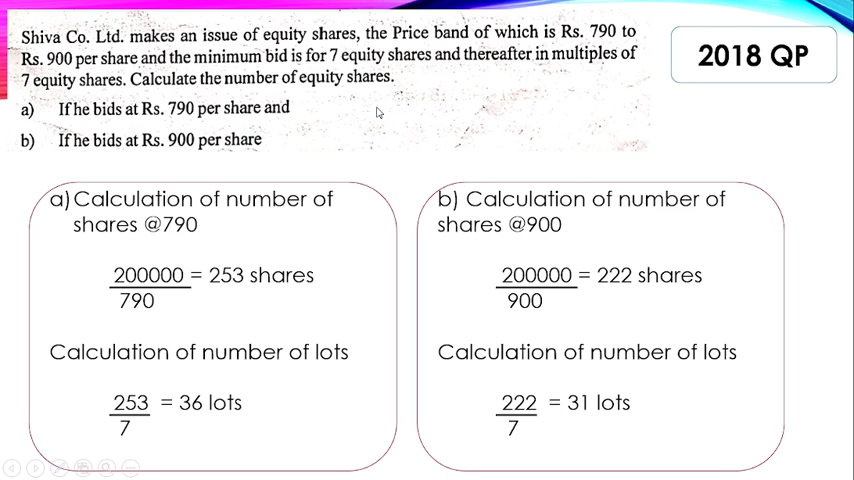 Shiva Co. Ltd. makes an issue of equity shares, the Price band of which is Rs. 790 to
Rs. 900 per share and the minimum bid is for 7 equity shares and thereafter in multiples of
7 equity shares. Calculate the number of equity shares.
a) If he bids at Rs. 790 per share and
b) If he bids at Rs. 900 per share
2018 QP
a) Calculation of number of
shares @790
200000 = 253 shares
790
Calculation of number of lots
253 = 36 lots
7
b) Calculation of number of
shares @900
200000 = 222 shares
900
Calculation of number of lots
222 = 31 lots
7